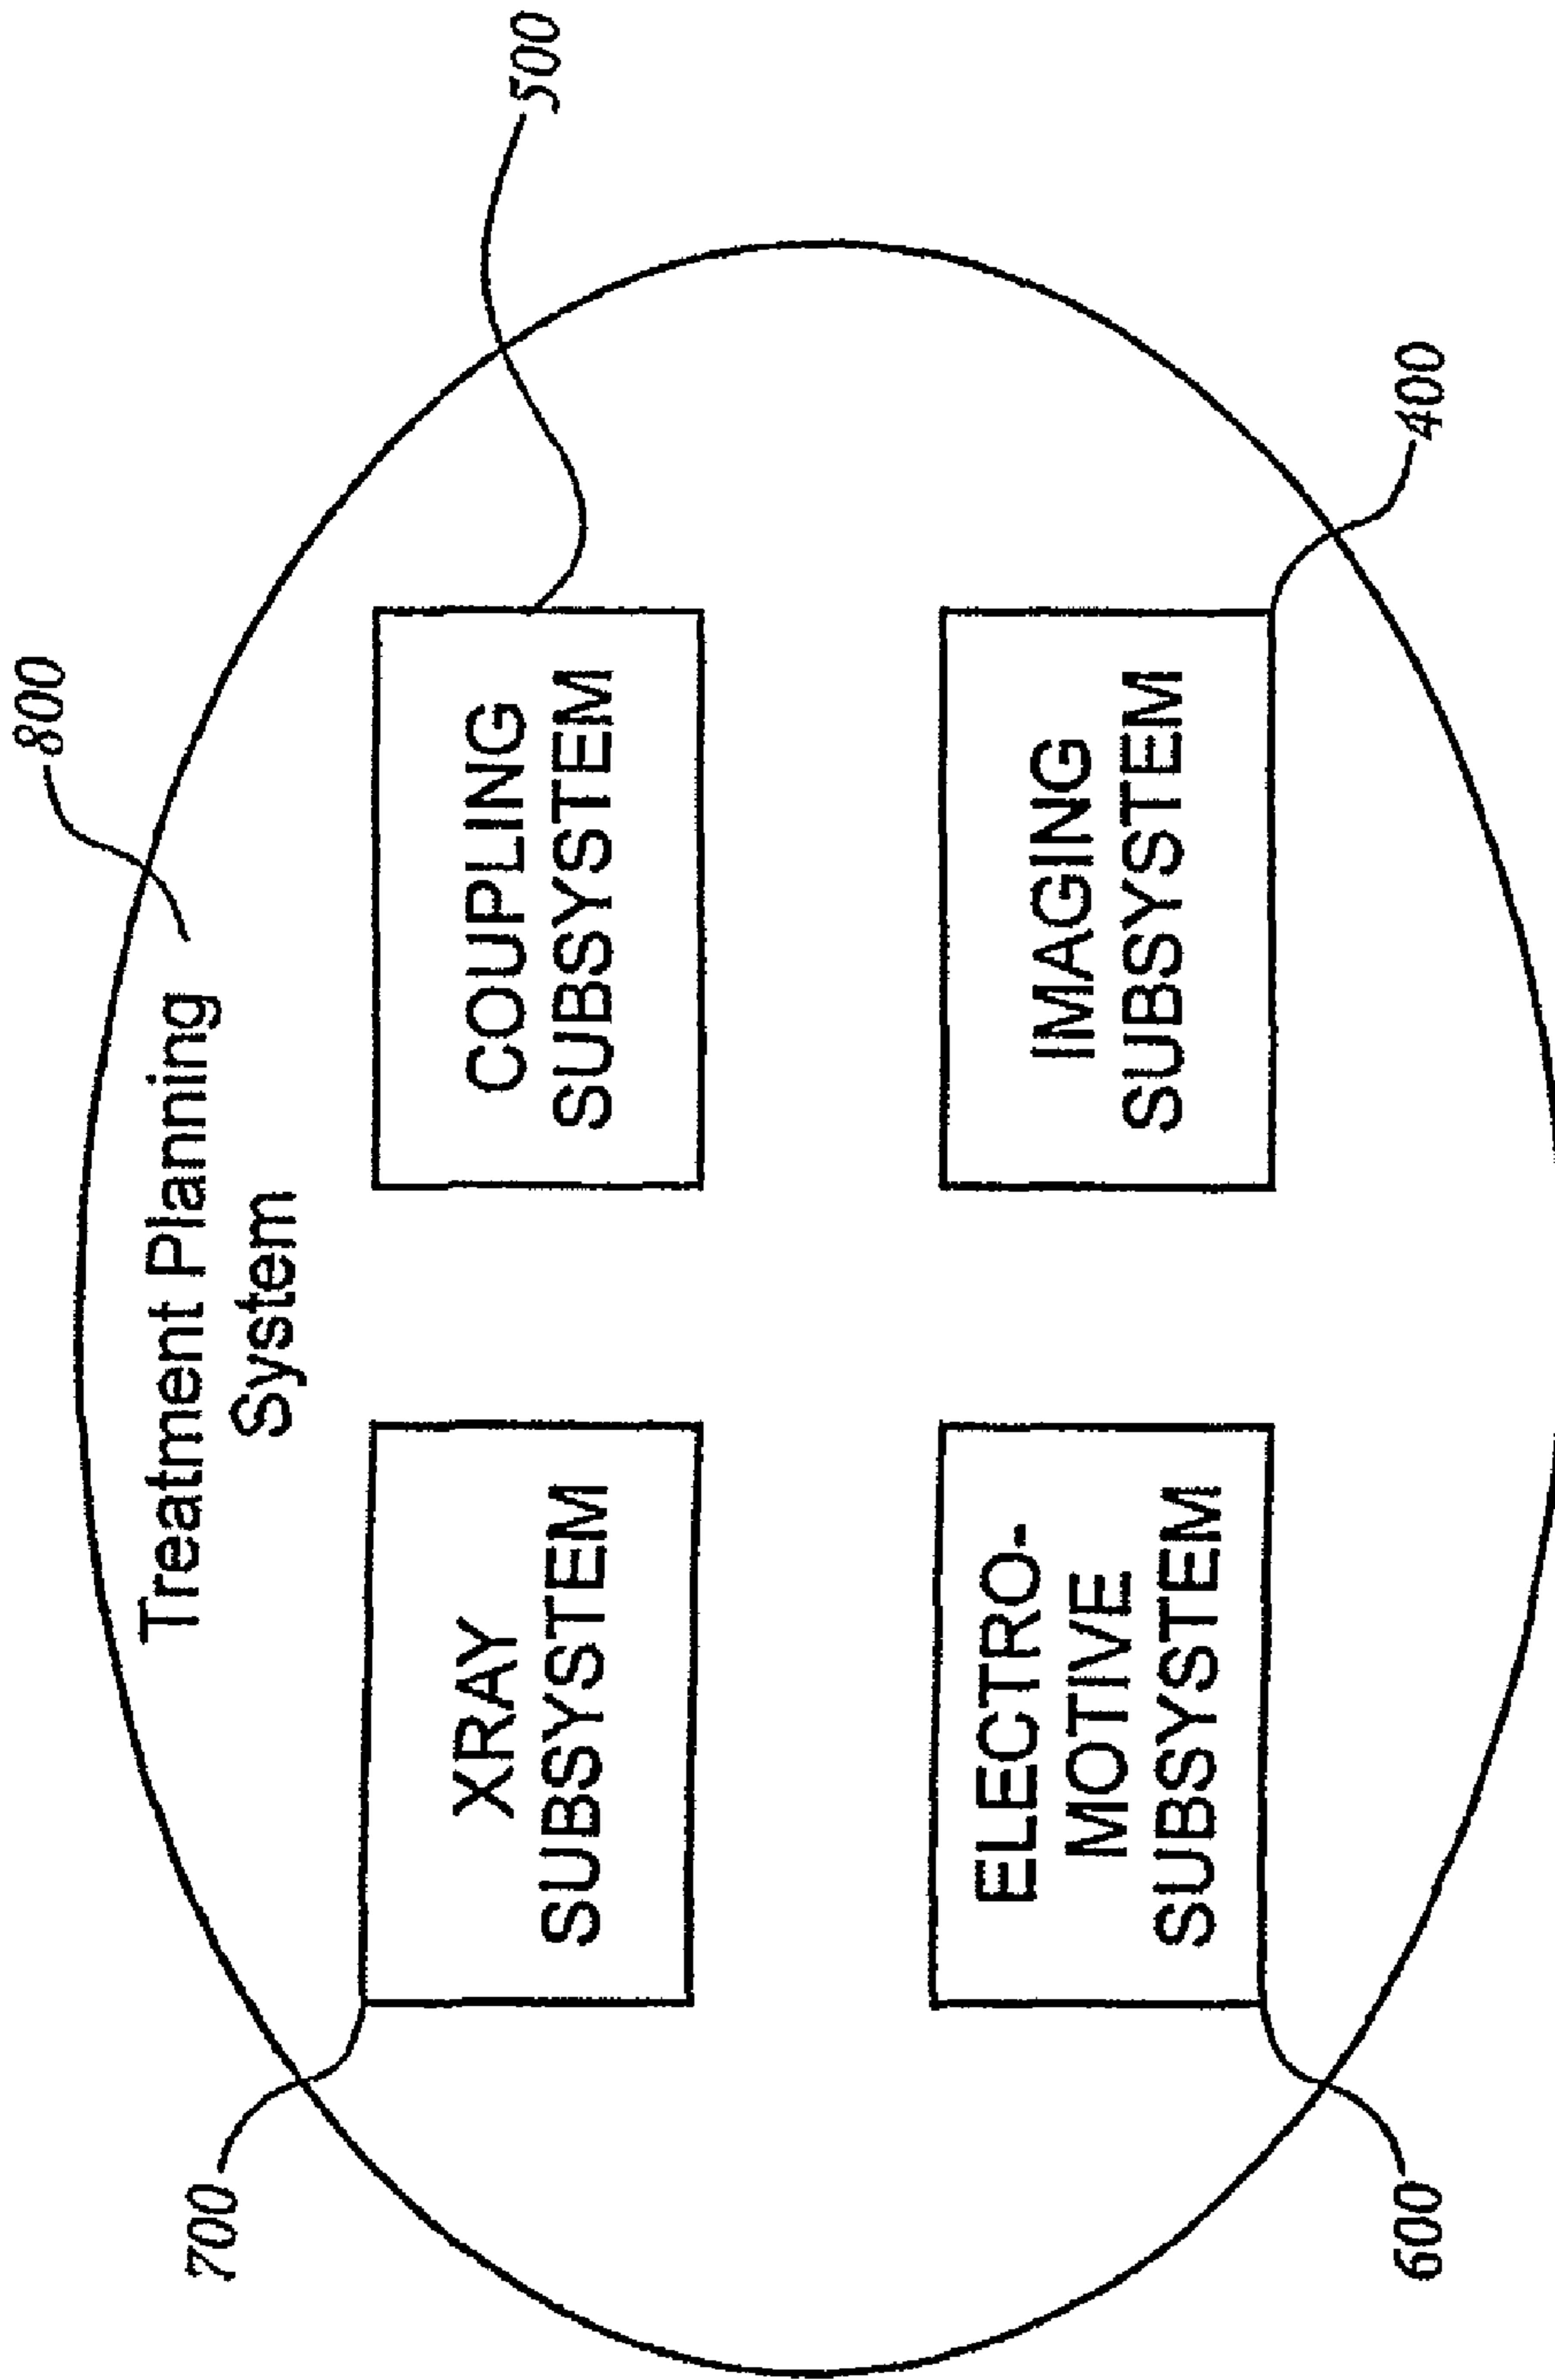 800
Treatment Planning
System
500
700
XRAY
SUBSYSTEM
COUPLING
SUBSYSTEM
ELECTRO-
MOTIVE
SUBSYSTEM
IMAGING
SUBSYSTEM
400
600